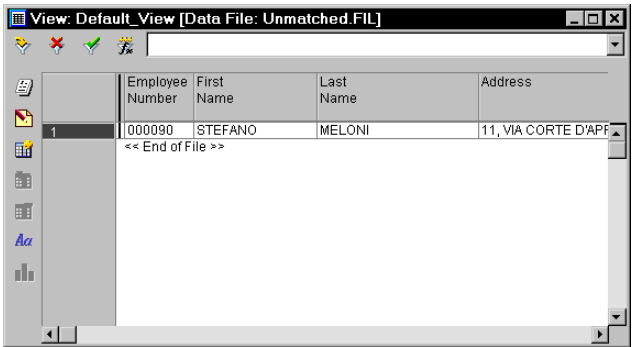 View: Default_View [Data File: Unmatched.FIL]
Employee Number First Name Last Name Address
1 000090 STEFANO MELONI 11, VIA CORTE D'APP
<< End of File >>